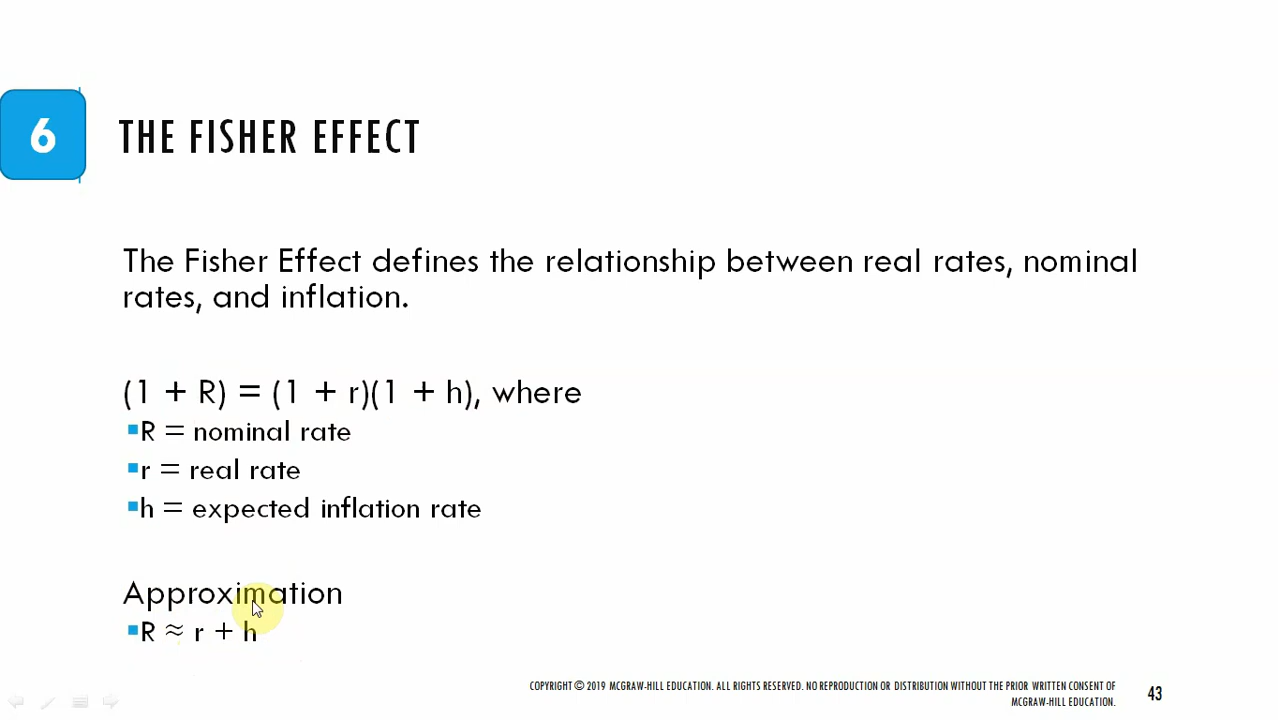 6
THE FISHER EFFECT
The Fisher Effect defines the relationship between real rates, nominal
rates, and inflation.
(1 + R) = (1 + r)(1 + h), where
▪R = nominal rate
▪r = real rate
▪h = expected inflation rate
Approximation
▪R ≈ r + h
COPYRIGHT © 2019 MCGRAW-HILL EDUCATION. ALL RIGHTS RESERVED. NO REPRODUCTION OR DISTRIBUTION WITHOUT THE PRIOR WRITTEN CONSENT OF
MCGRAW-HILL EDUCATION.
43